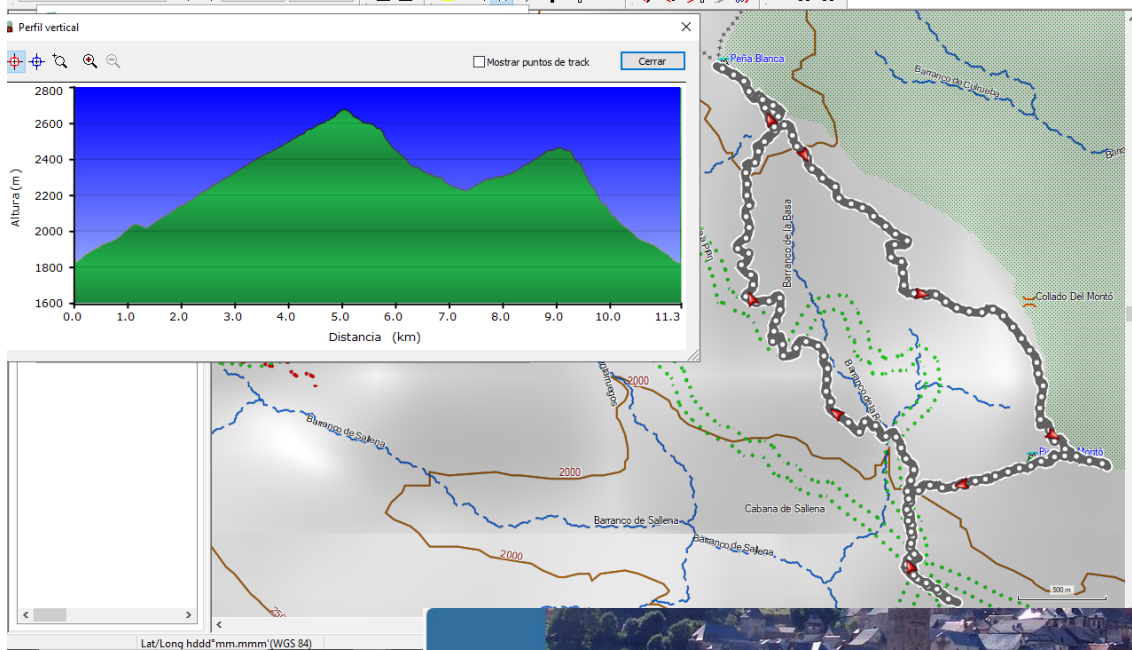 Perfil vertical
Mostrar puntos de track
Cerrar
2800
2600
2400
2200
2000
1800
1600
Altura (m)
0.0
1.0
2.0
3.0
4.0
5.0
6.0
7.0
8.0
9.0
10.0
11.3
Distancia (km)
Peña Blanca
Barranco de Culrueba
Barranco de la Basa
Collado Del Montó
2000
Barranco de Sallena
2000
Barranco de Sallena
Cabana de Sallena
Barranco de Sallena
2000
500 m
Lat/Long hddd°mm.mmm'(WGS 84)